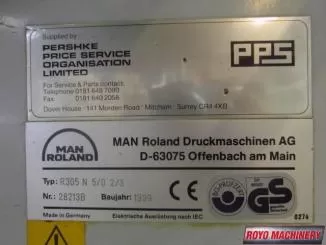 Supplied by
PERSHKE
PRICE SERVICE
ORGANISATION
LIMITED
PPS
For Service & Parts contact
Telephone 0181 648 7090
Fax 0181 640 2058
Dover House 141 Morden Road Mitcham Surrey CR4 4XB
MAN
ROLAND
MAN Roland Druckmaschinen AG
D-63075 Offenbach am Main
Typ: R305 N 5/0 2/3
Nr.: 28213B Baujahr: 1999
CE
GS
Made in Germany
Elektrische Ausrüstung nach IEC
0274
ROYO MACHINERY